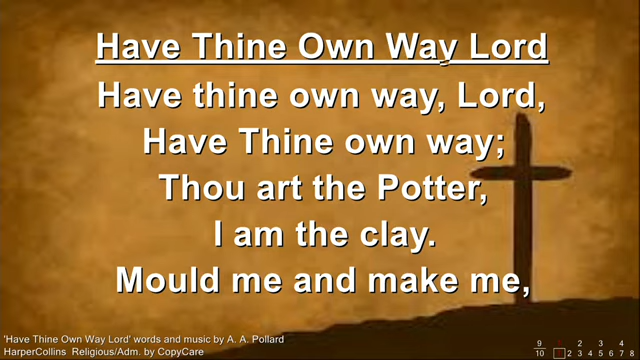 Have Thine Own Way Lord
Have thine own way, Lord,
Have Thine own way;
Thou art the Potter,
I am the clay.
Mould me and make me,
'Have Thine Own Way Lord' words and music by A. A. Pollard
HarperCollins Religious/Adm. by CopyCare
9 1 2 3 4
10 2 3 4 5 6 7 8